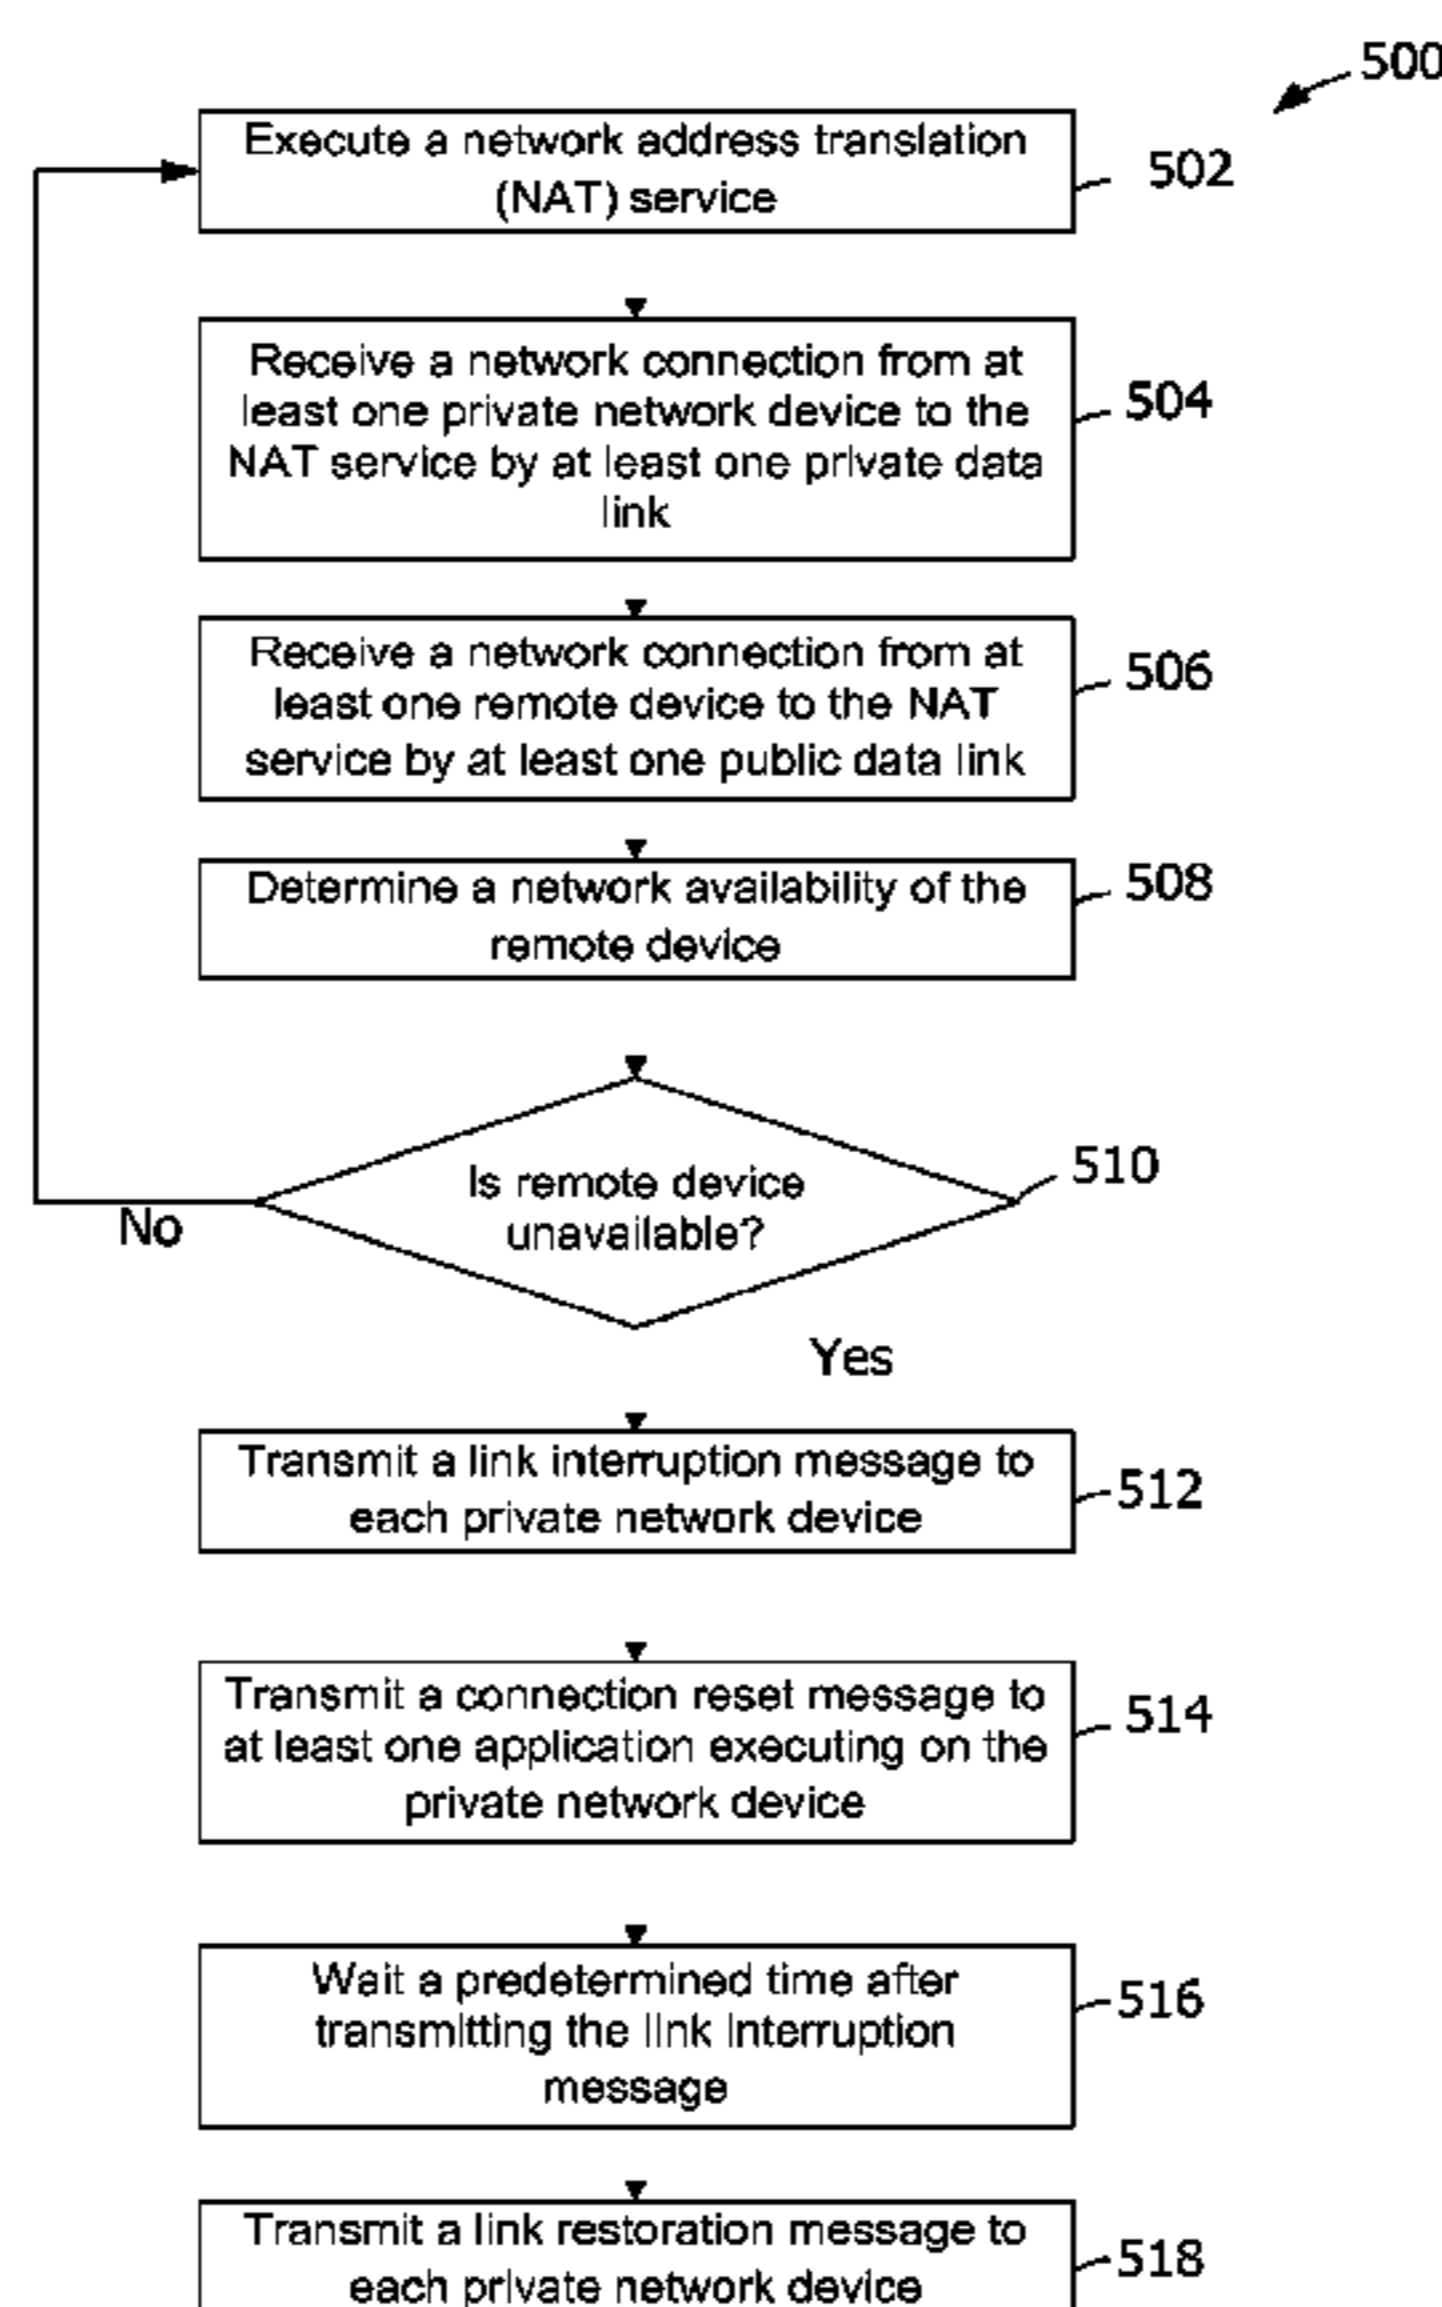 500
Execute a network address translation
(NAT) service
502
Receive a network connection from at
least one private network device to the
NAT service by at least one private data
link
504
Receive a network connection from at
least one remote device to the NAT
service by at least one public data link
506
Determine a network availability of the
remote device
508
Is remote device
unavailable?
510
No
Yes
Transmit a link interruption message to
each private network device
512
Transmit a connection reset message to
at least one application executing on the
private network device
514
Wait a predetermined time after
transmitting the link interruption
message
516
Transmit a link restoration message to
each private network device
518